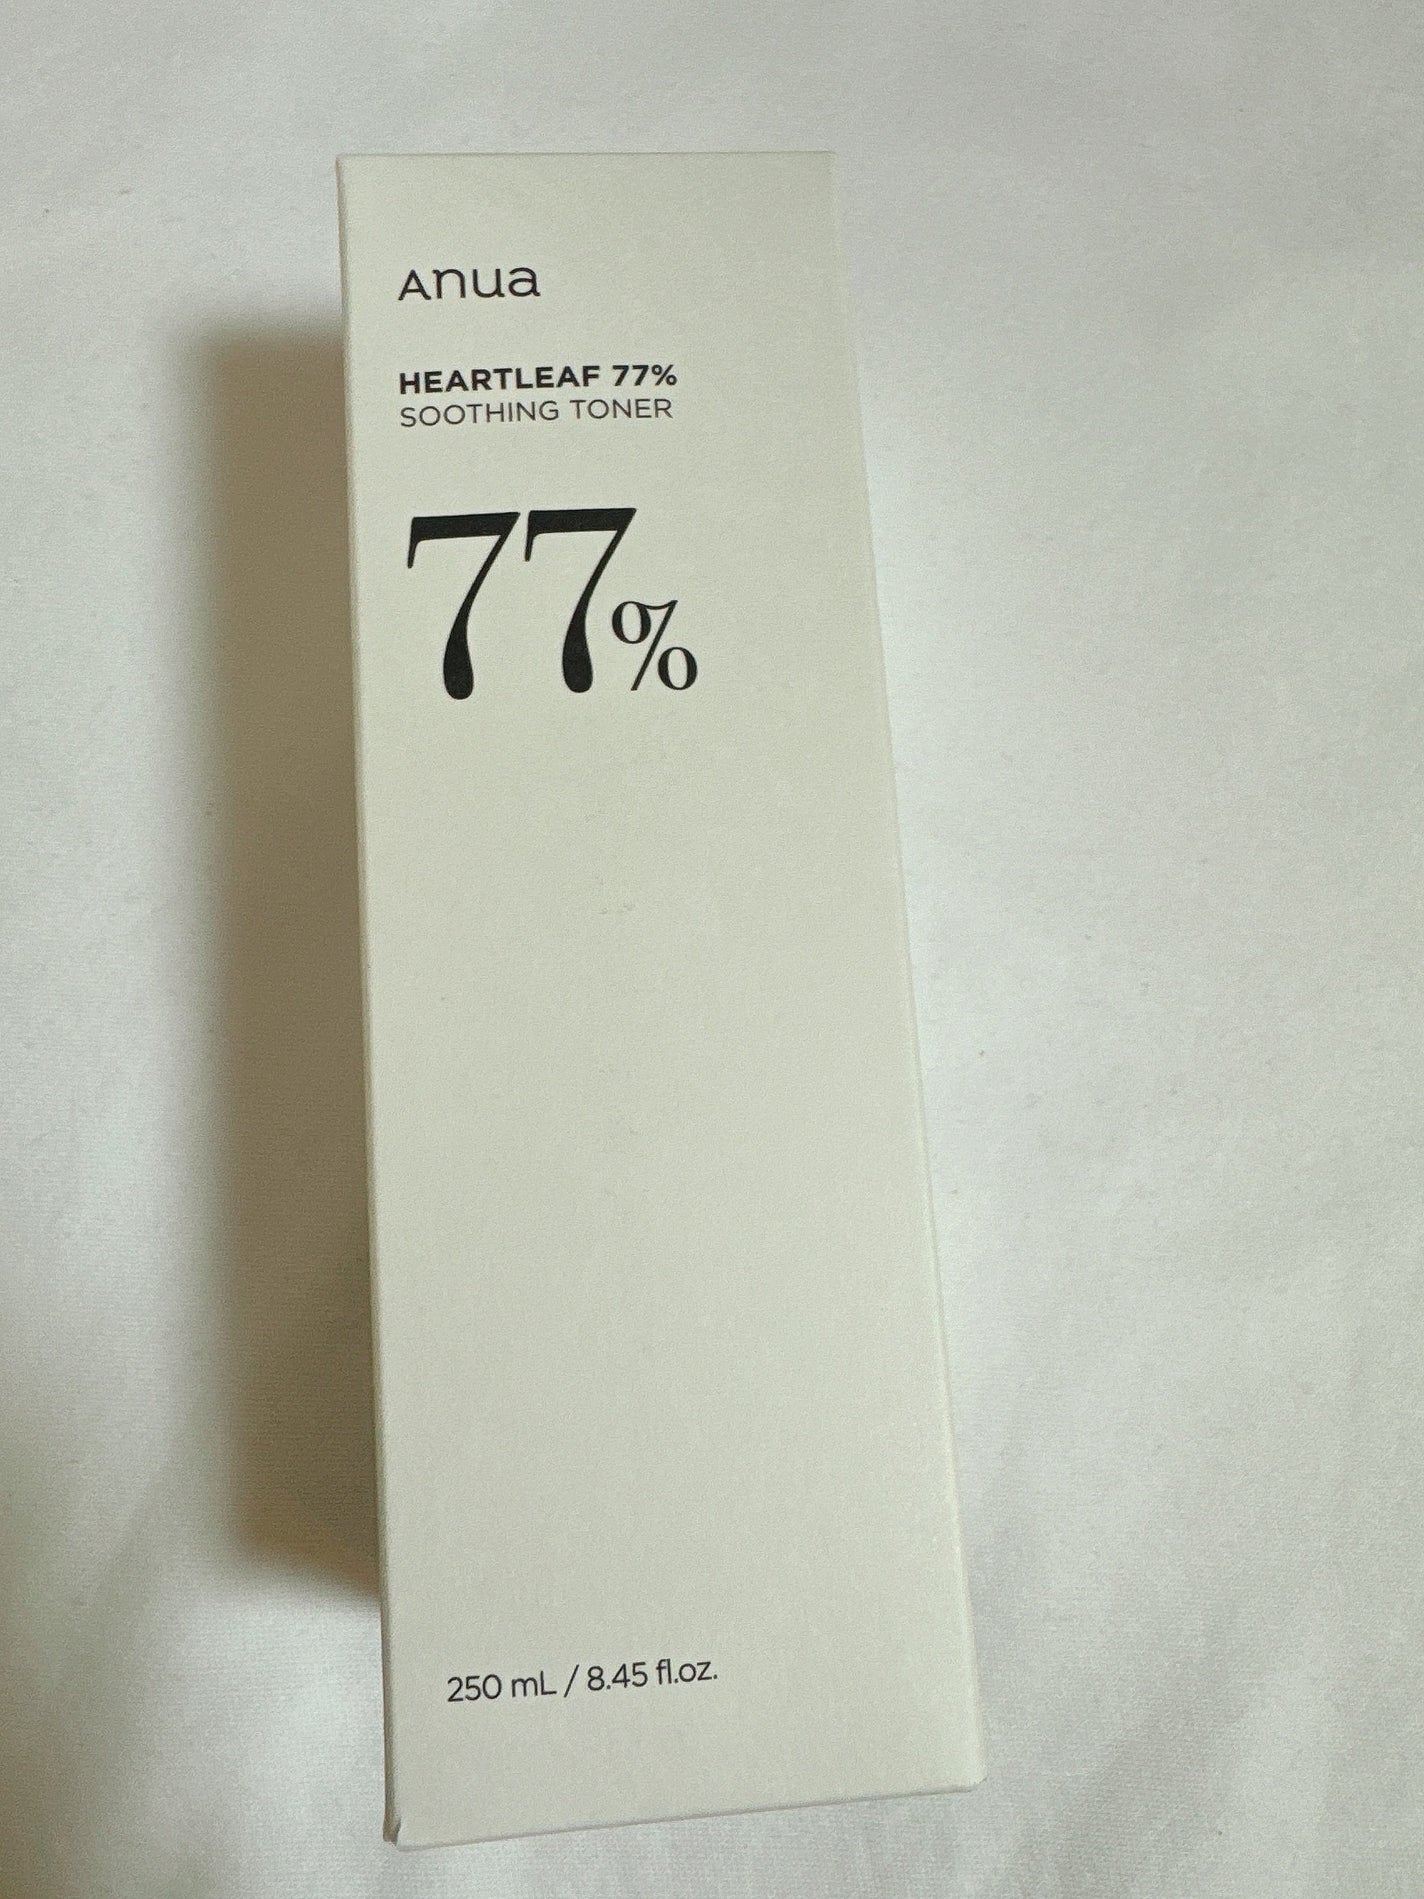 Anua
HEARTLEAF 77%
SOOTHING TONER
77%
250 mL / 8.45 fl.oz.